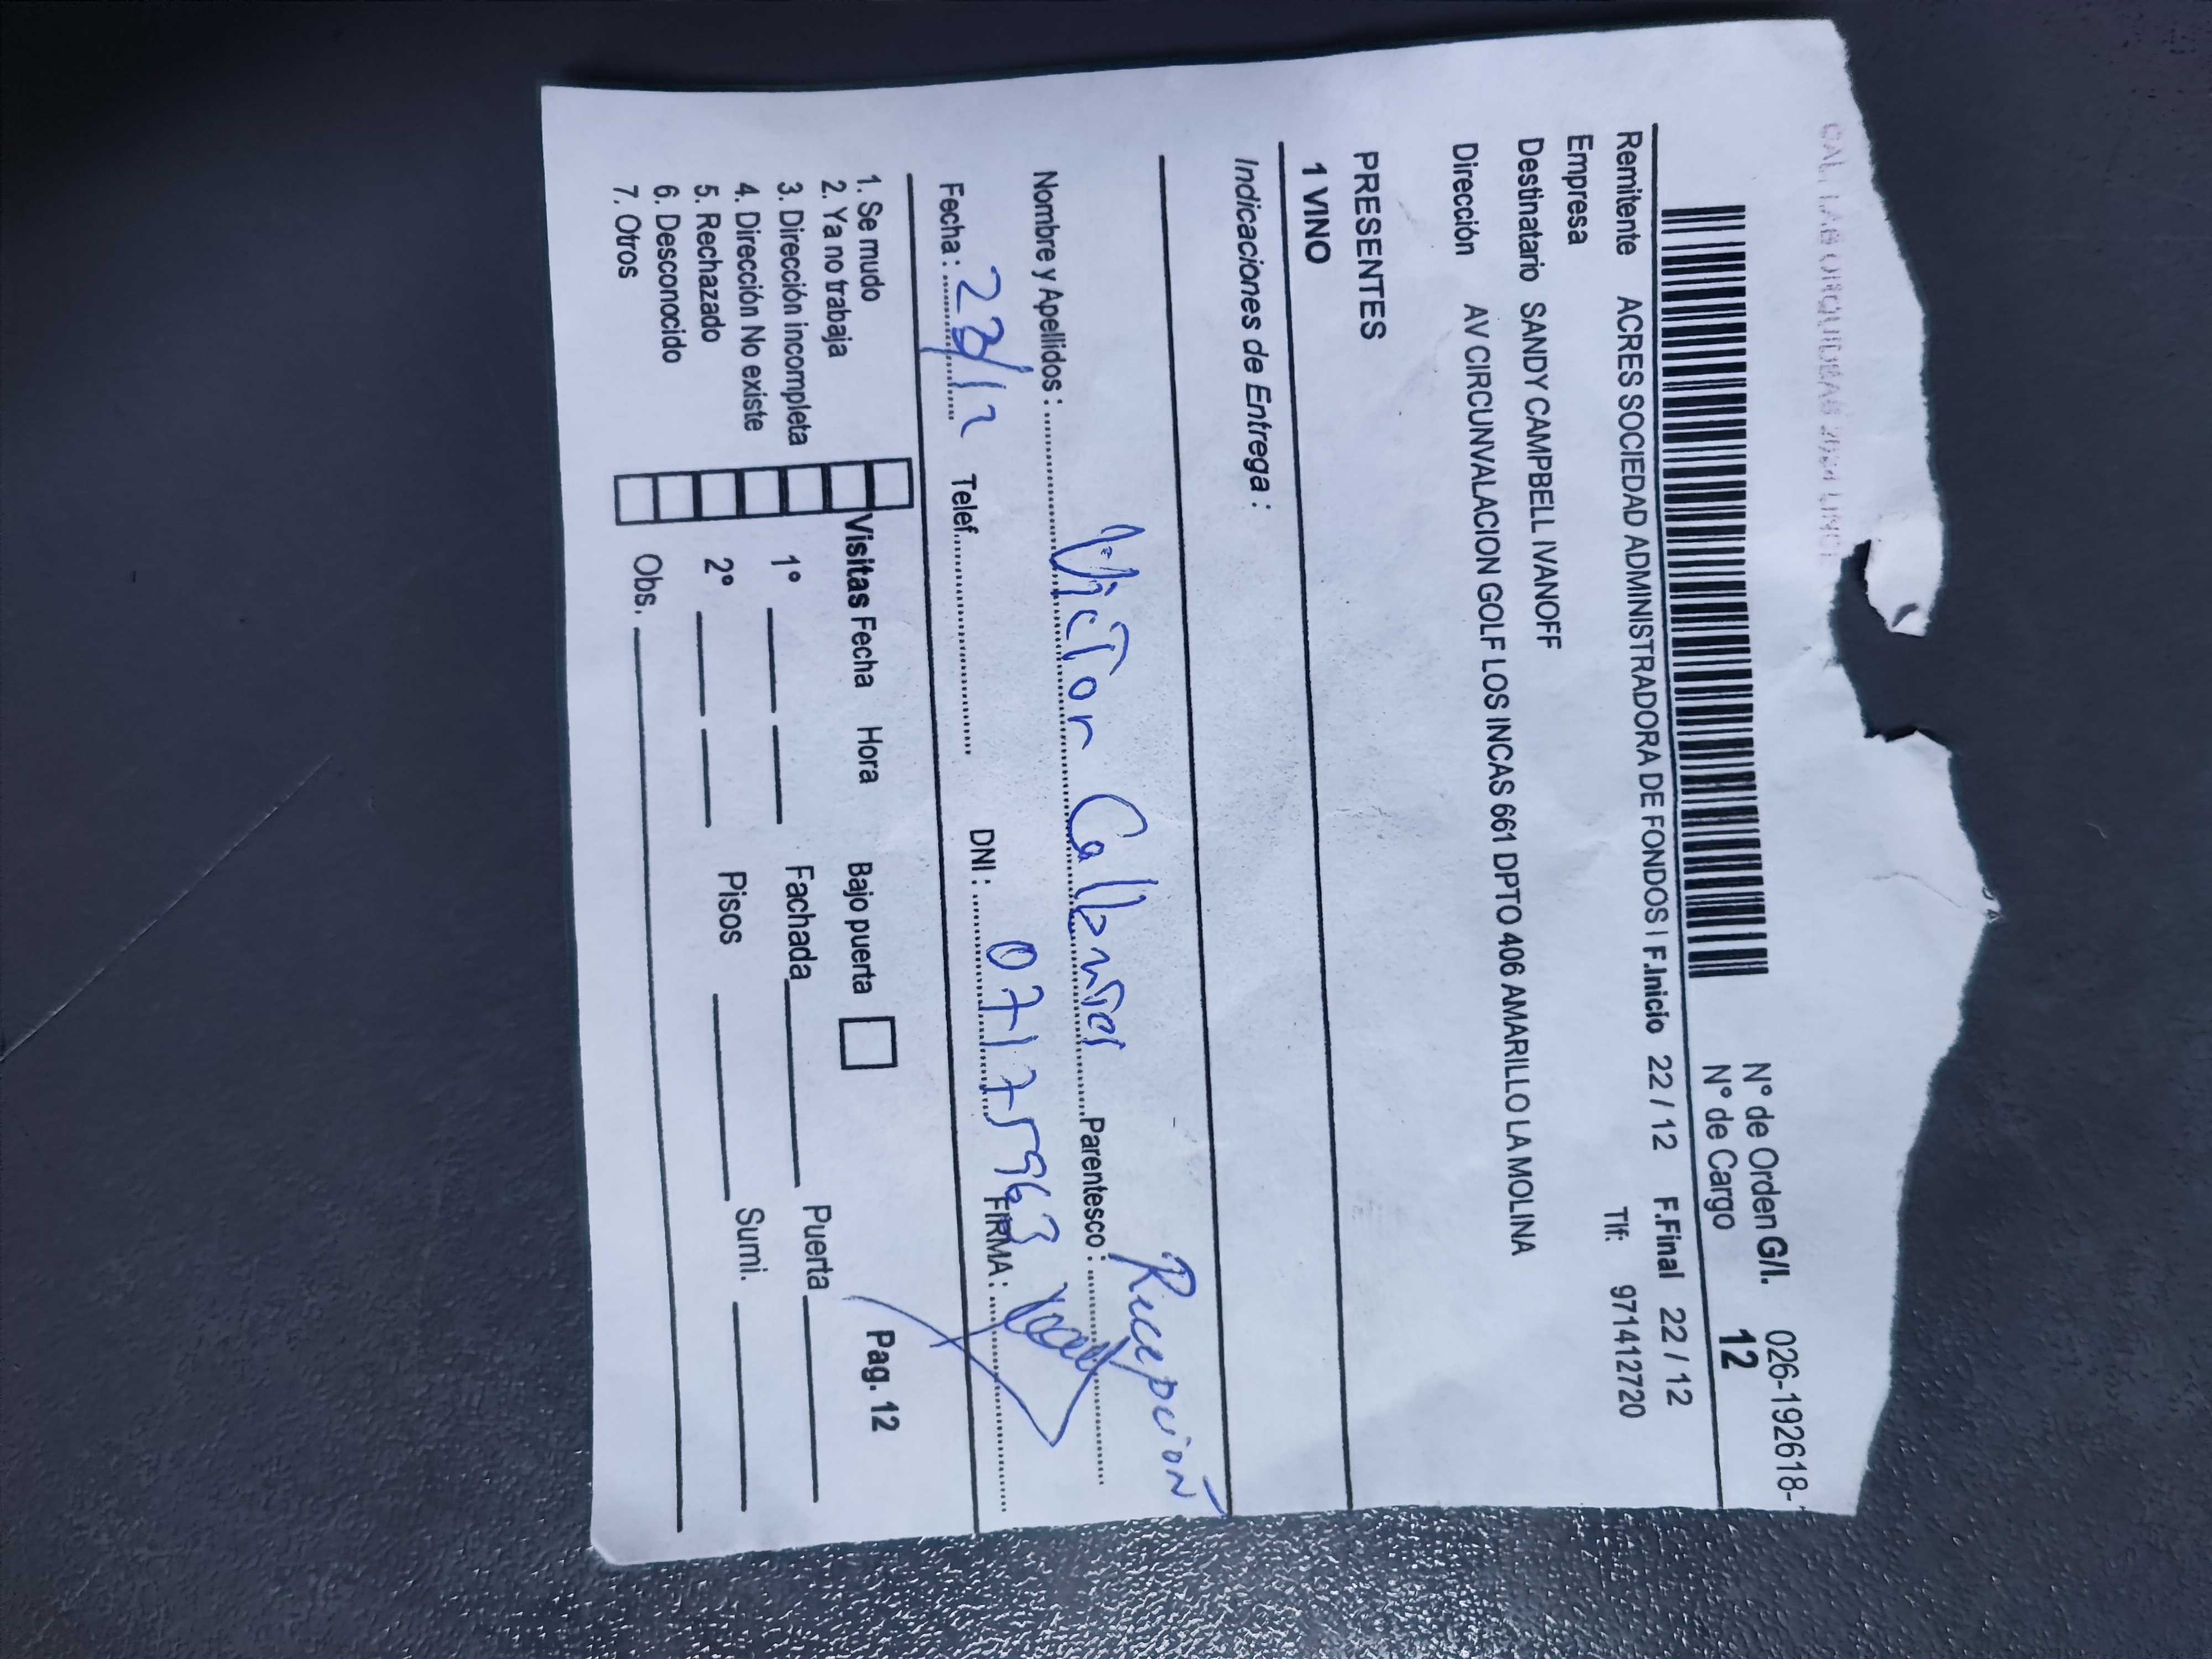 CAL. LAS ORQUIDEAS
N° de Orden G/I. 026-192618-
N° de Cargo 12
Remitente ACRES SOCIEDAD ADMINISTRADORA DE FONDOS I F.Inicio 22 / 12 F.Final 22 / 12
Empresa Tlf: 971412720
Destinatario SANDY CAMPBELL IVANOFF
Dirección AV CIRCUNVALACION GOLF LOS INCAS 661 DPTO 406 AMARILLO LA MOLINA
PRESENTES
1 VINO
Indicaciones de Entrega :
Nombre y Apellidos : Victor Parentesco : Recepción
Fecha : Telef. DNI : 07175963 FIRMA :
1. Se mudo
2. Ya no trabaja
3. Dirección incompleta
4. Dirección No existe
5. Rechazado
6. Desconocido
7. Otros
Visitas Fecha Hora Bajo puerta Pag. 12
1° Fachada Puerta
2° Pisos Sumi.
Obs.